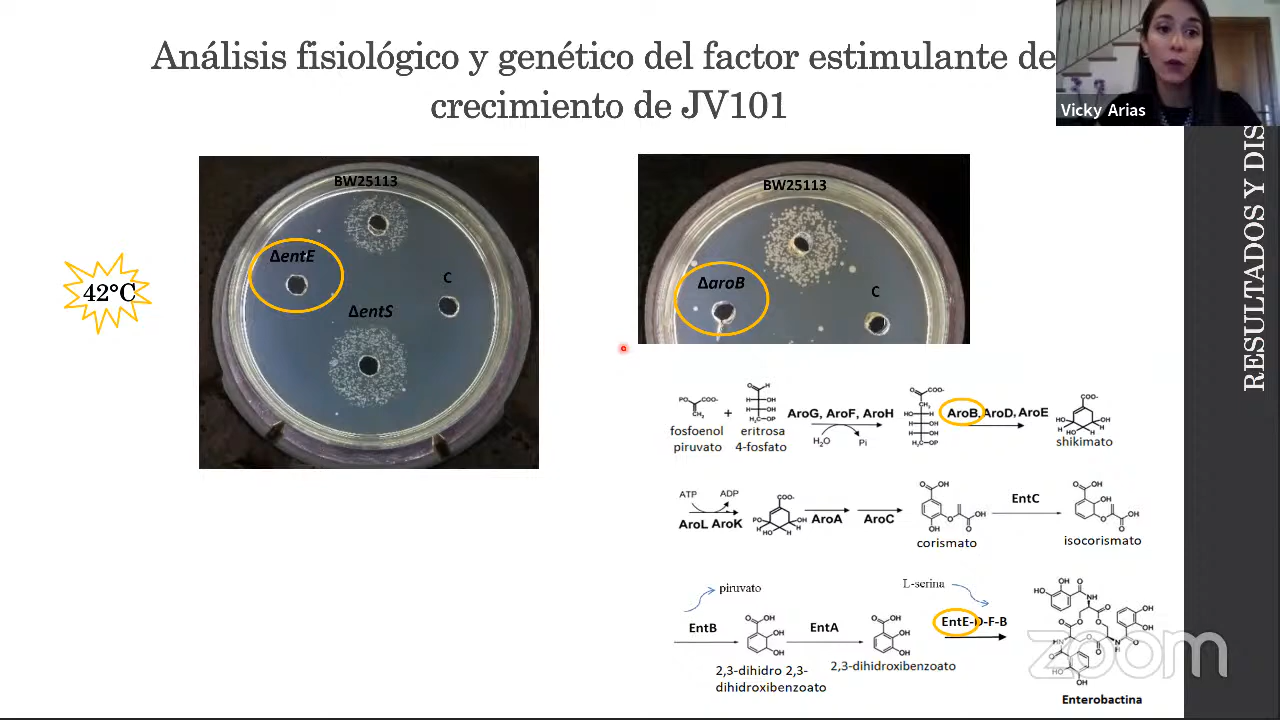 Análisis fisiológico y genético del factor estimulante de
crecimiento de JV101
Vicky Arias
RESULTADOS Y DIS
42°C
BW25113
ΔentE
C
ΔentS
BW25113
ΔaroB
C
fosfoenol
piruvato
+
eritrosa
4-fosfato
AroG, AroF, AroH
H₂O
Pi
AroB, AroD, AroE
shikimato
ATP
ADP
AroL AroK
AroA
AroC
corismato
EntC
isocorismato
piruvato
EntB
2,3-dihidro 2,3-
dihidroxibenzoato
EntA
2,3-dihidroxibenzoato
L-serina
EntE-D-F-B
Enterobactina
zoom